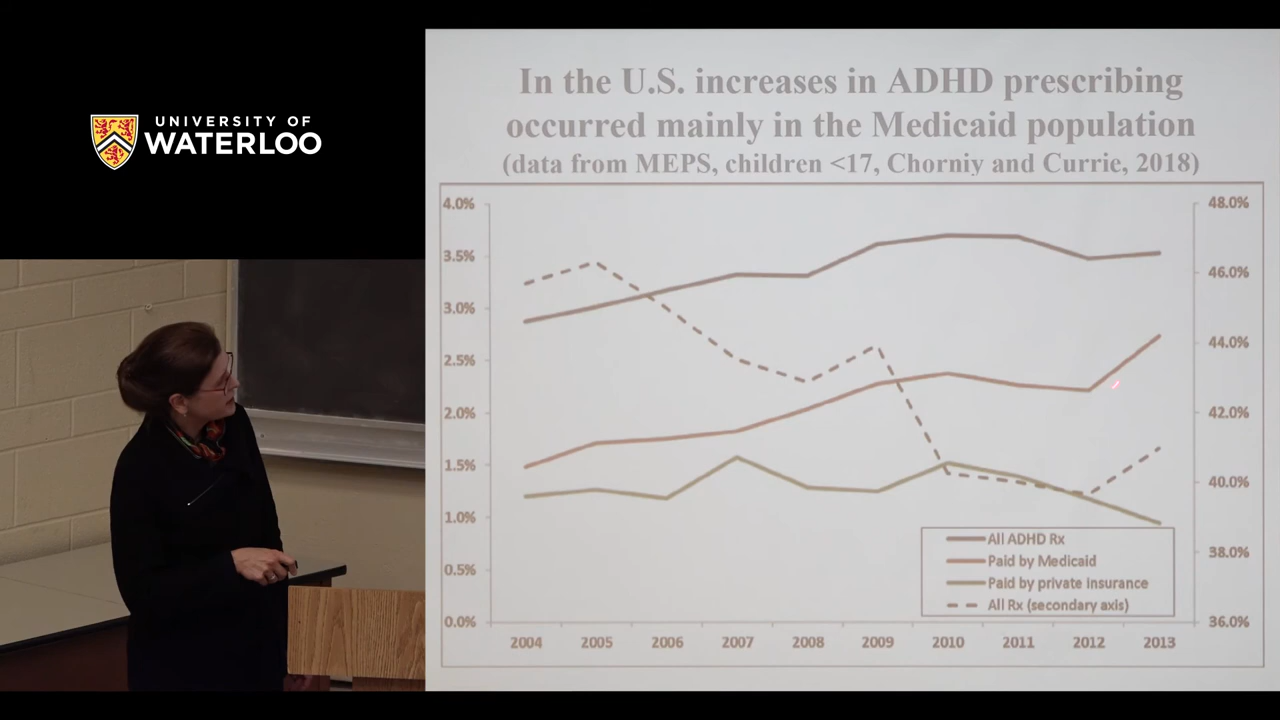 UNIVERSITY OF
WATERLOO
In the U.S. increases in ADHD prescribing
occurred mainly in the Medicaid population
(data from MEPS, children <17, Chorniy and Currie, 2018)
4.0%
3.5%
3.0%
2.5%
2.0%
1.5%
1.0%
0.5%
0.0%
48.0%
46.0%
44.0%
42.0%
40.0%
38.0%
36.0%
All ADHD Rx
Paid by Medicaid
Paid by private insurance
All Rx (secondary axis)
2004 2005 2006 2007 2008 2009 2010 2011 2012 2013